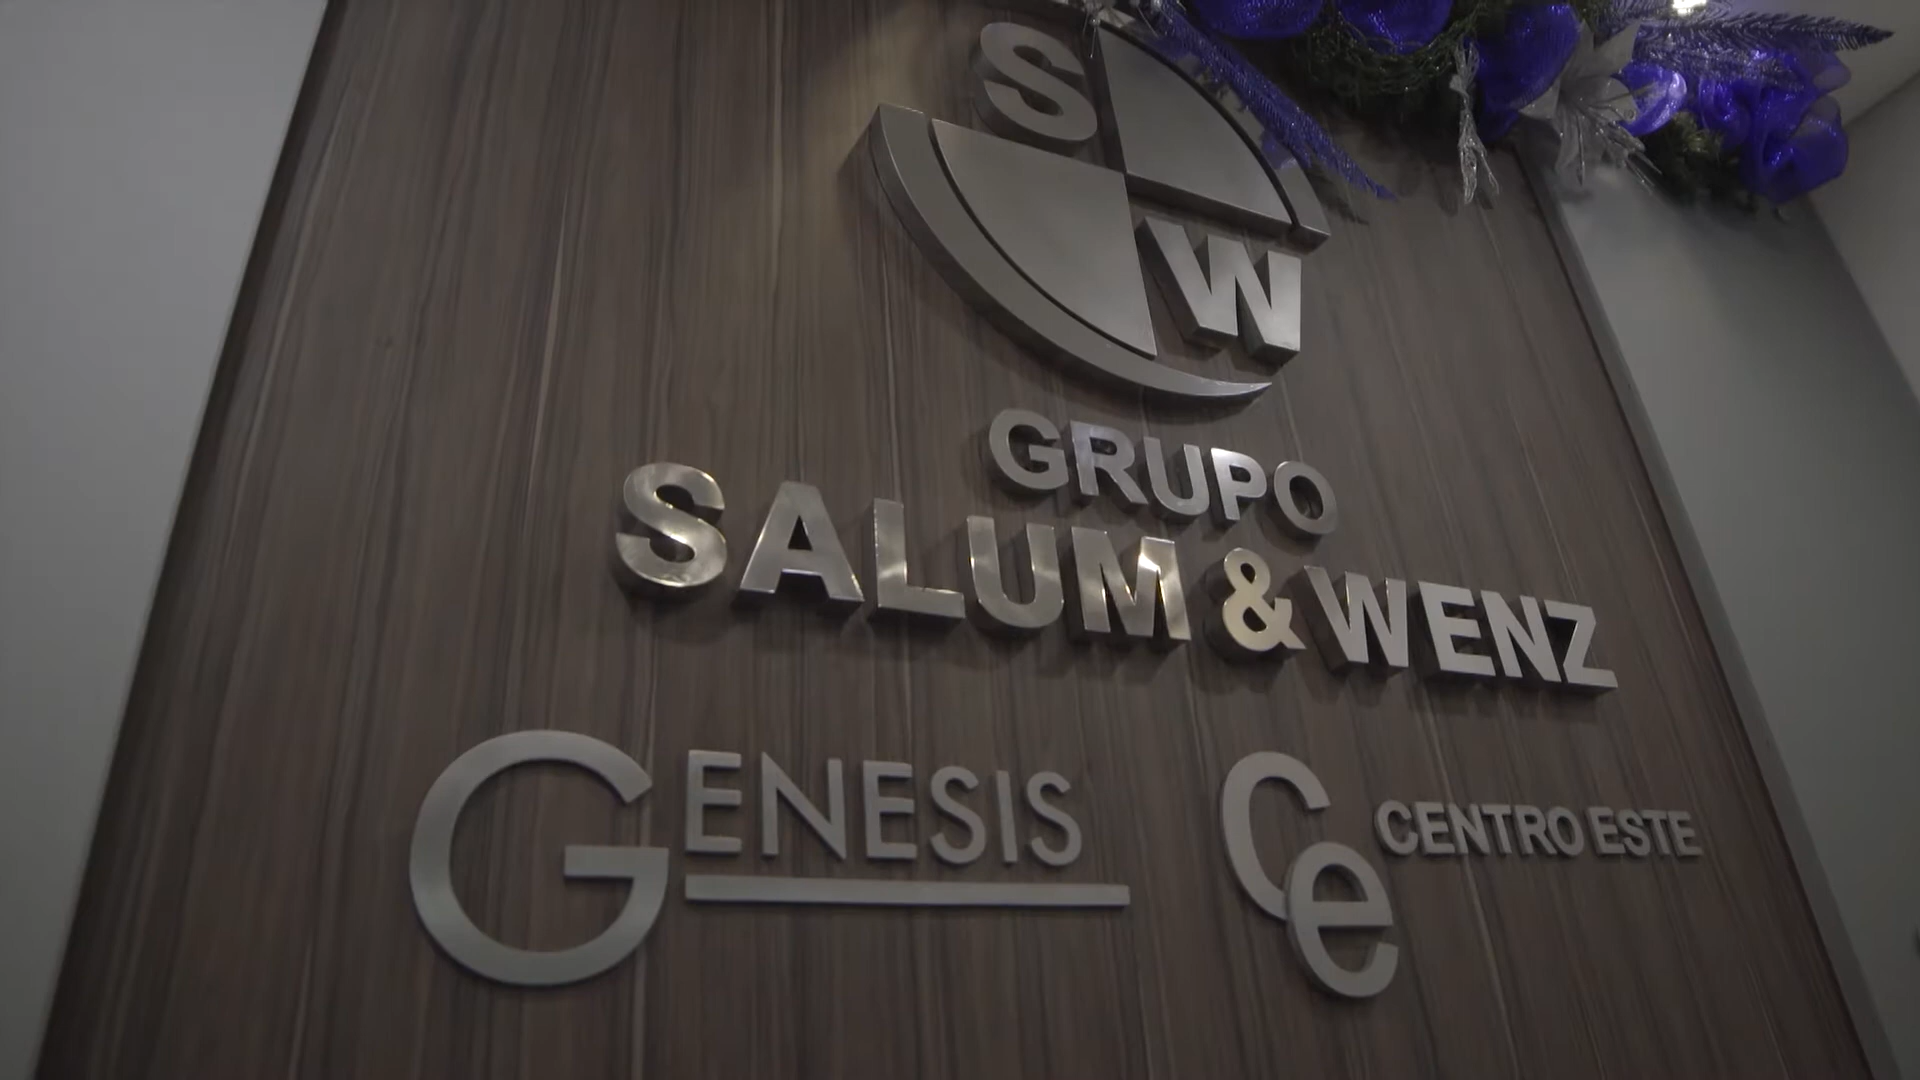 S
W
GRUPO
SALUM & WENZ
GENESIS
Ce CENTRO ESTE